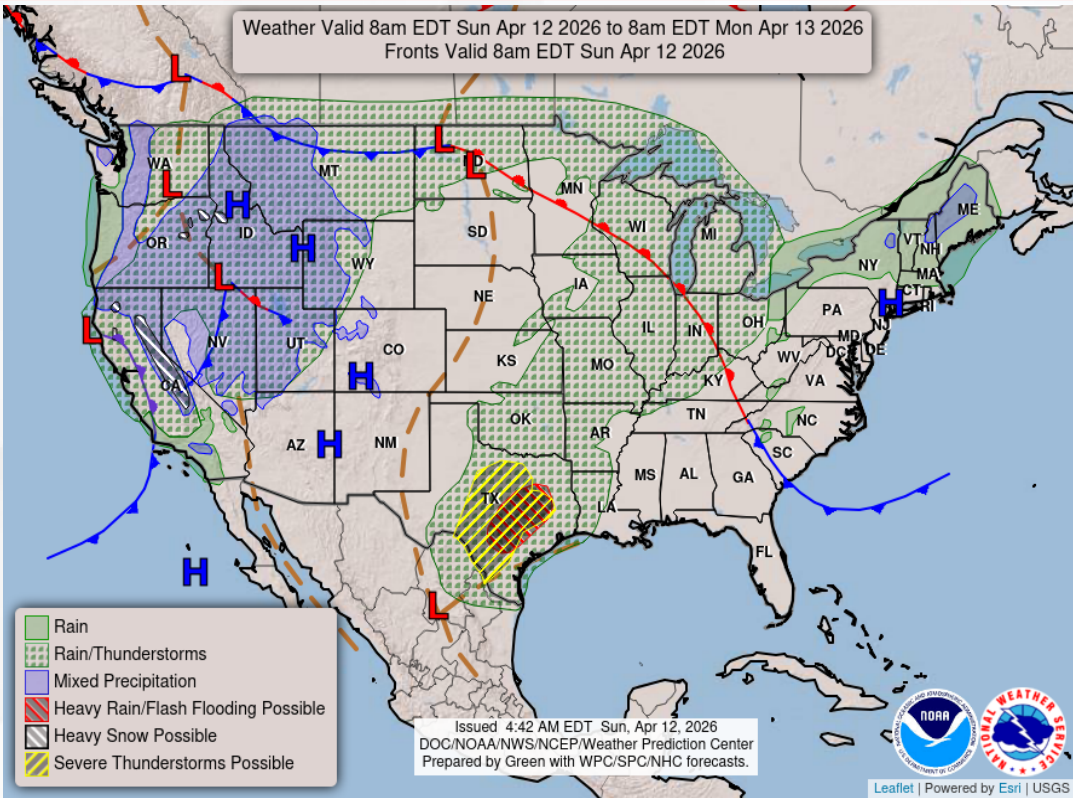 Weather Valid 8am EDT Sun Apr 12 2026 to 8am EDT Mon Apr 13 2026
Fronts Valid 8am EDT Sun Apr 12 2026
L
L
L
WA
MT
ND
L
MN
ME
L
H
OR
ID
H
WY
SD
WI
MI
VT
NH
NY
MA
CT
RI
L
NE
IA
H
PA
NJ
L
NV
UT
CO
IL
IN
OH
MD
DE
DC
WV
VA
CA
H
KS
MO
KY
AZ
H
NM
OK
AR
TN
NC
SC
TX
LA
MS
AL
GA
FL
H
L
Rain
Rain/Thunderstorms
Mixed Precipitation
Heavy Rain/Flash Flooding Possible
Heavy Snow Possible
Severe Thunderstorms Possible
Issued 4:42 AM EDT Sun, Apr 12, 2026
DOC/NOAA/NWS/NCEP/Weather Prediction Center
Prepared by Green with WPC/SPC/NHC forecasts.
NOAA
NATIONAL WEATHER SERVICE
Leaflet | Powered by Esri | USGS